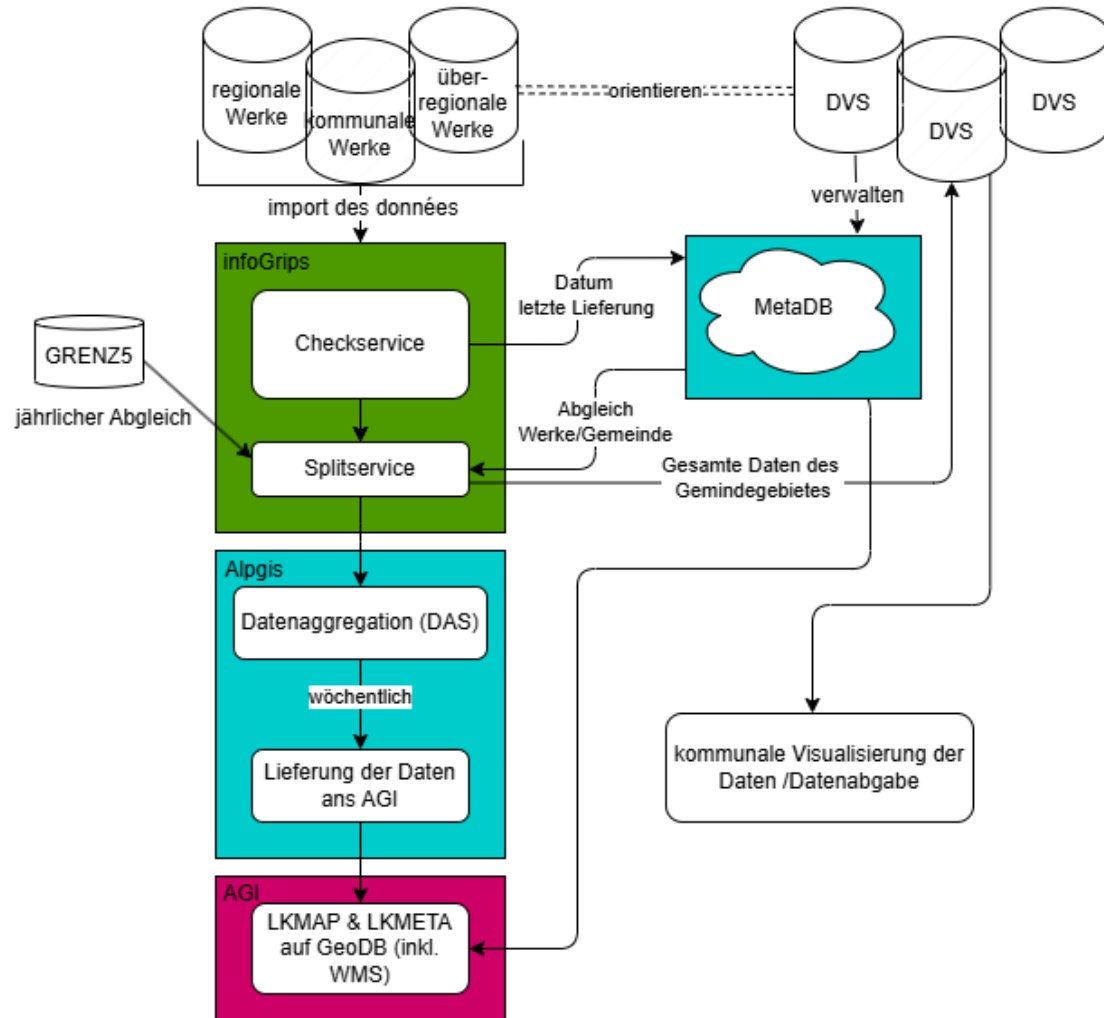 regionale
Werke
kommunale
Werke
über-
regionale
Werke
orientieren
DVS
DVS
DVS
import des données
verwalten
infoGrips
Checkservice
Datum
letzte Lieferung
MetaDB
GRENZ5
jährlicher Abgleich
Abgleich
Werke/Gemeinde
Splitservice
Gesamte Daten des
Gemindegebietes
Alpgis
Datenaggregation (DAS)
wöchentlich
Lieferung der Daten
ans AGI
kommunale Visualisierung der
Daten /Datenabgabe
AGI
LKMAP & LKMETA
auf GeoDB (inkl.
WMS)